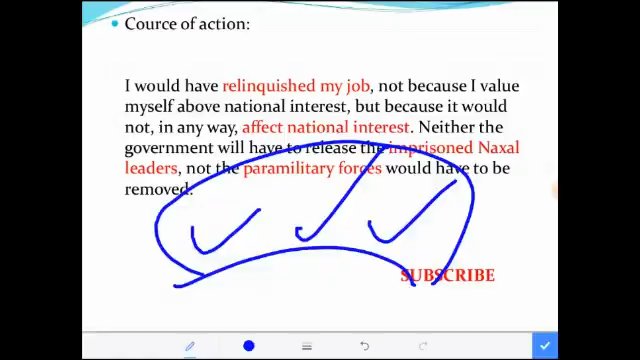 Cource of action:
I would have relinquished my job, not because I value
myself above national interest, but because it would
not, in any way, affect national interest. Neither the
government will have to release the imprisoned Naxal
leaders, not the paramilitary forces would have to be
removed.
SUBSCRIBE